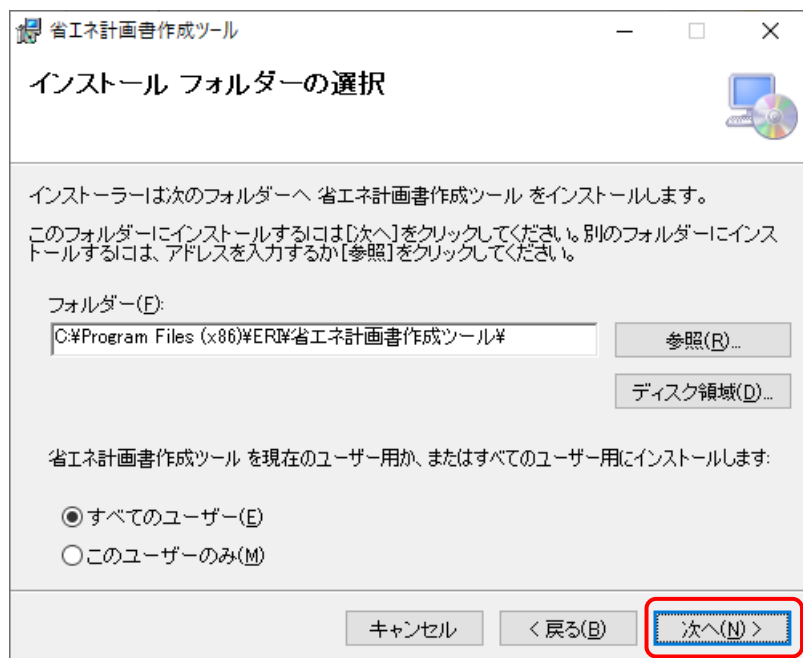 省エネ計画書作成ツール
インストール フォルダーの選択
インストーラーは次のフォルダーへ 省エネ計画書作成ツール をインストールします。
このフォルダーにインストールするには[次へ]をクリックしてください。別のフォルダーにインス
トールするには、アドレスを入力するか[参照]をクリックしてください。
フォルダー(F):
C:¥Program Files (x86)¥ERI¥省エネ計画書作成ツール¥
参照(R)...
ディスク領域(D)...
省エネ計画書作成ツール を現在のユーザー用か、またはすべてのユーザー用にインストールします:
すべてのユーザー(E)
このユーザーのみ(M)
キャンセル
< 戻る(B)
次へ(N) >